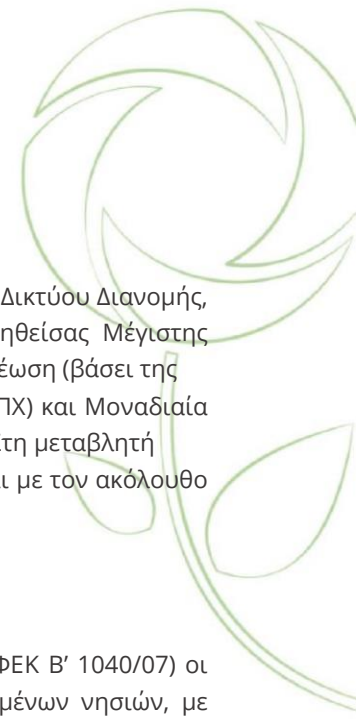 Δικτύου Διανομής,
ηθείσας Μέγιστης
έωση (βάσει της
ΠΧ) και Μοναδιαία
τη μεταβλητή
ι με τον ακόλουθο
ΦΕΚ Β’ 1040/07) οι
μένων νησιών, με